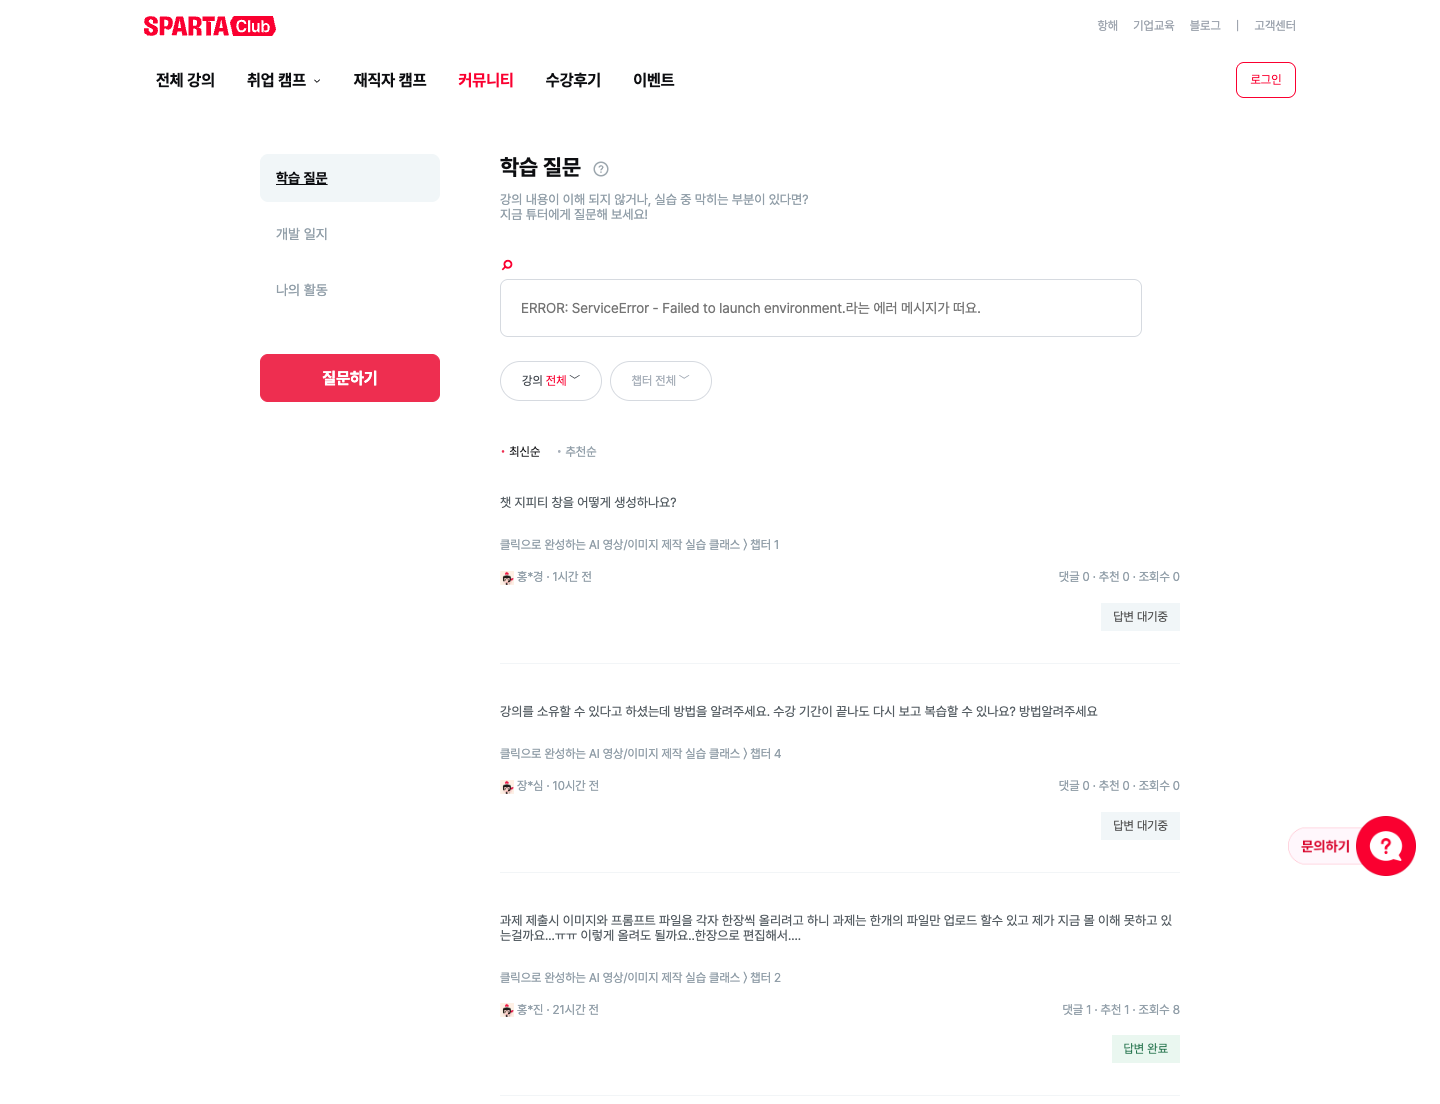 SPARTA Club
항해 기업교육 블로그 | 고객센터
전체 강의 취업 캠프 재직자 캠프 커뮤니티 수강후기 이벤트
로그인
학습 질문
개발 일지
나의 활동
질문하기
학습 질문
강의 내용이 이해 되지 않거나, 실습 중 막히는 부분이 있다면?
지금 튜터에게 질문해 보세요!
ERROR: ServiceError - Failed to launch environment.라는 에러 메시지가 떠요.
강의 전체
챕터 전체
• 최신순 • 추천순
챗 지피티 창을 어떻게 생성하나요?
클릭으로 완성하는 AI 영상/이미지 제작 실습 클래스 > 챕터 1
홍*경 · 1시간 전
댓글 0 · 추천 0 · 조회수 0
답변 대기중
강의를 소유할 수 있다고 하셨는데 방법을 알려주세요. 수강 기간이 끝나도 다시 보고 복습할 수 있나요? 방법알려주세요
클릭으로 완성하는 AI 영상/이미지 제작 실습 클래스 > 챕터 4
장*심 · 10시간 전
댓글 0 · 추천 0 · 조회수 0
답변 대기중
문의하기
과제 제출시 이미지와 프롬프트 파일을 각자 한장씩 올리려고 하니 과제는 한개의 파일만 업로드 할수 있고 제가 지금 몰 이해 못하고 있
는걸까요...ㅠㅠ 이렇게 올려도 될까요..한장으로 편집해서....
클릭으로 완성하는 AI 영상/이미지 제작 실습 클래스 > 챕터 2
홍*진 · 21시간 전
댓글 1 · 추천 1 · 조회수 8
답변 완료